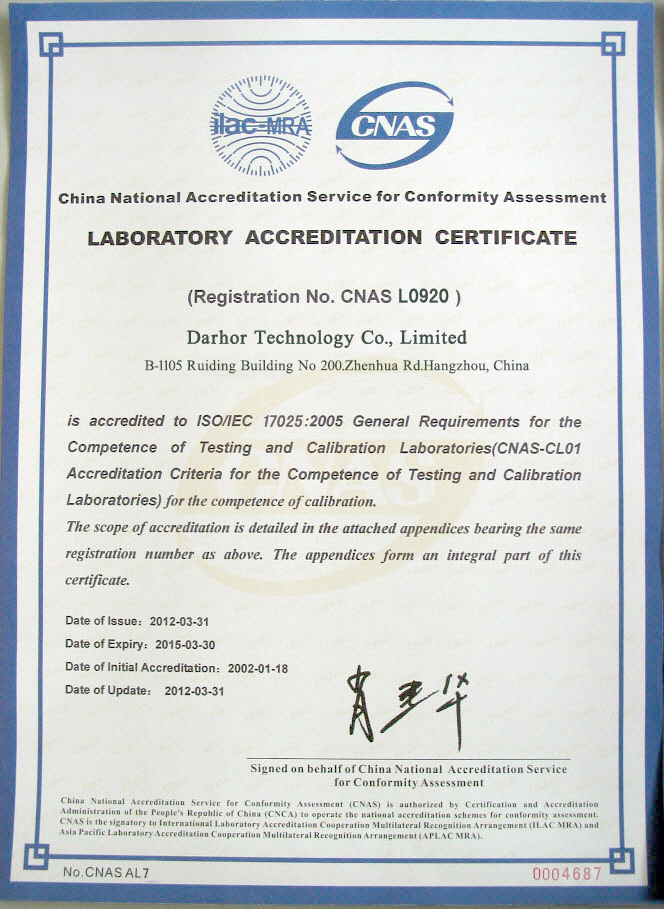 ilac-MRA
CNAS
China National Accreditation Service for Conformity Assessment
LABORATORY ACCREDITATION CERTIFICATE
(Registration No. CNAS L0920 )
Darhor Technology Co., Limited
B-1105 Ruiding Building No 200.Zhenhua Rd.Hangzhou, China
is accredited to ISO/IEC 17025:2005 General Requirements for the
Competence of Testing and Calibration Laboratories(CNAS-CL01
Accreditation Criteria for the Competence of Testing and Calibration
Laboratories) for the competence of calibration.
The scope of accreditation is detailed in the attached appendices bearing the same
registration number as above. The appendices form an integral part of this
certificate.
Date of Issue: 2012-03-31
Date of Expiry: 2015-03-30
Date of Initial Accreditation: 2002-01-18
Date of Update: 2012-03-31
Signed on behalf of China National Accreditation Service
for Conformity Assessment
China National Accreditation Service for Conformity Assessment (CNAS) is authorized by Certification and Accreditation
Administration of the People's Republic of China (CNCA) to operate the national accreditation schemes for conformity assessment.
CNAS is the signatory to International Laboratory Accreditation Cooperation Multilateral Recognition Arrangement (ILAC MRA) and
Asia Pacific Laboratory Accreditation Cooperation Multilateral Recognition Arrangement (APLAC MRA).
No.CNAS AL7
0004687